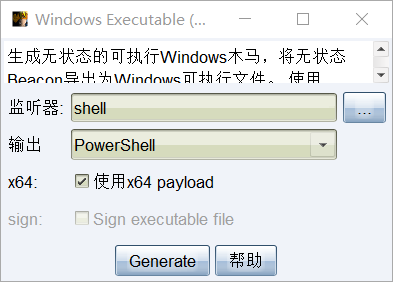 Windows Executable (...
生成无状态的可执行Windows木马，将无状态
Beacon导出为Windows可执行文件。 使用
监听器: shell ...
输出 PowerShell
x64: 使用x64 payload
sign: Sign executable file
Generate 帮助